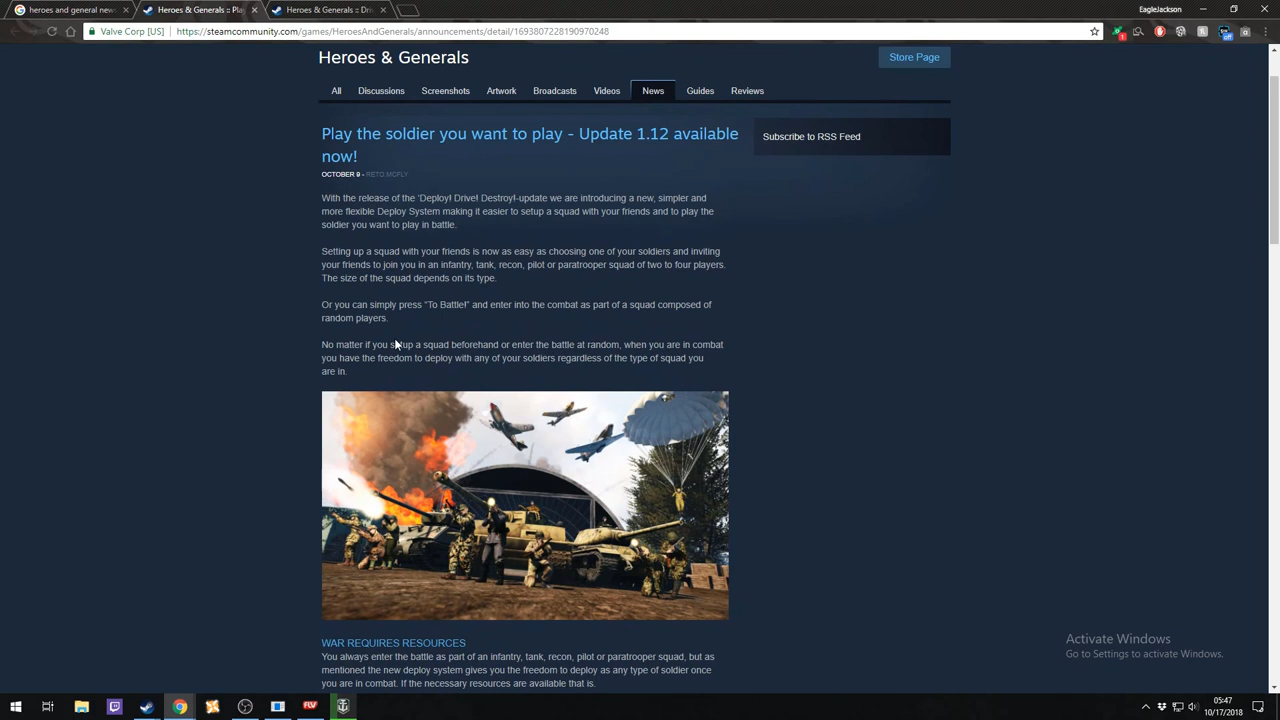 heroes and general new
Heroes & Generals :: Pla
Heroes & Generals :: Dri
EagleJackson
Valve Corp [US] | https://steamcommunity.com/games/HeroesAndGenerals/announcements/detail/1693807228190970248
Heroes & Generals
Store Page
All Discussions Screenshots Artwork Broadcasts Videos News Guides Reviews
Play the soldier you want to play - Update 1.12 available
now!
Subscribe to RSS Feed
OCTOBER 9 - RETO.MCFLY
With the release of the 'Deploy! Drive! Destroy!-update we are introducing a new, simpler and
more flexible Deploy System making it easier to setup a squad with your friends and to play the
soldier you want to play in battle.
Setting up a squad with your friends is now as easy as choosing one of your soldiers and inviting
your friends to join you in an infantry, tank, recon, pilot or paratrooper squad of two to four players.
The size of the squad depends on its type.
Or you can simply press "To Battle!" and enter into the combat as part of a squad composed of
random players.
No matter if you setup a squad beforehand or enter the battle at random, when you are in combat
you have the freedom to deploy with any of your soldiers regardless of the type of squad you
are in.
WAR REQUIRES RESOURCES
You always enter the battle as part of an infantry, tank, recon, pilot or paratrooper squad, but as
mentioned the new deploy system gives you the freedom to deploy as any type of soldier once
you are in combat. If the necessary resources are available that is.
Activate Windows
Go to Settings to activate Windows.
FLV
05:47
10/17/2018